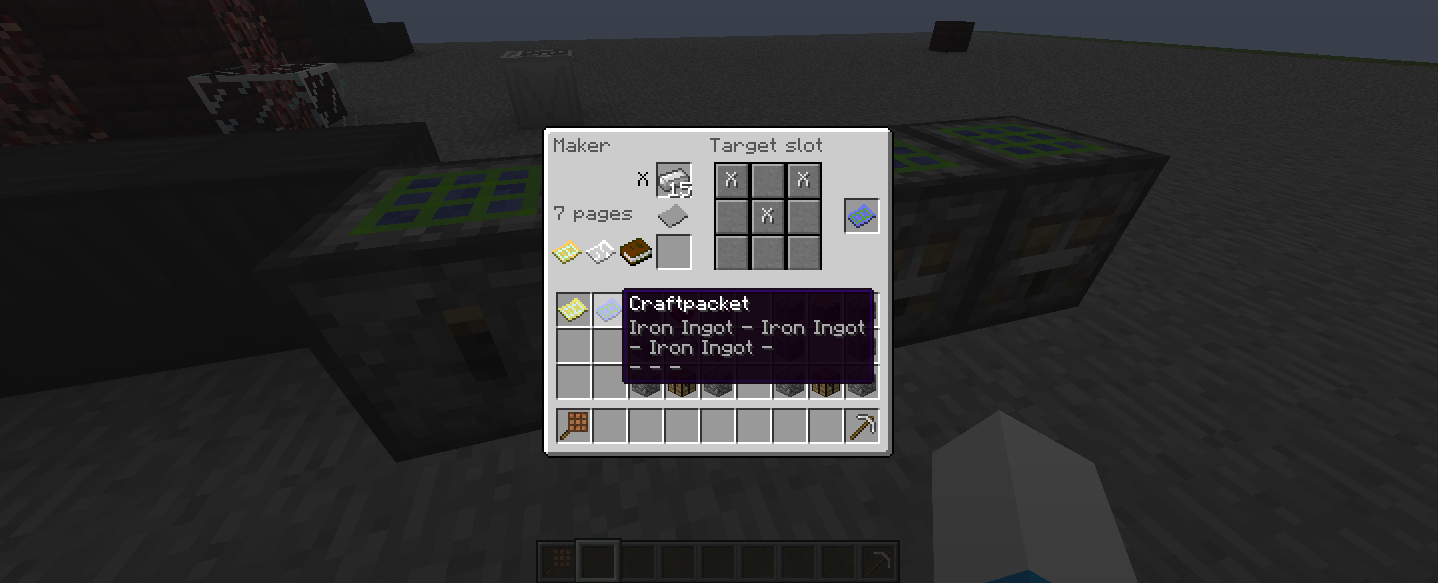 Maker
Target slot
X
15
X
X
7 pages
X
Craftpacket
Iron Ingot - Iron Ingot
- Iron Ingot -
- - -